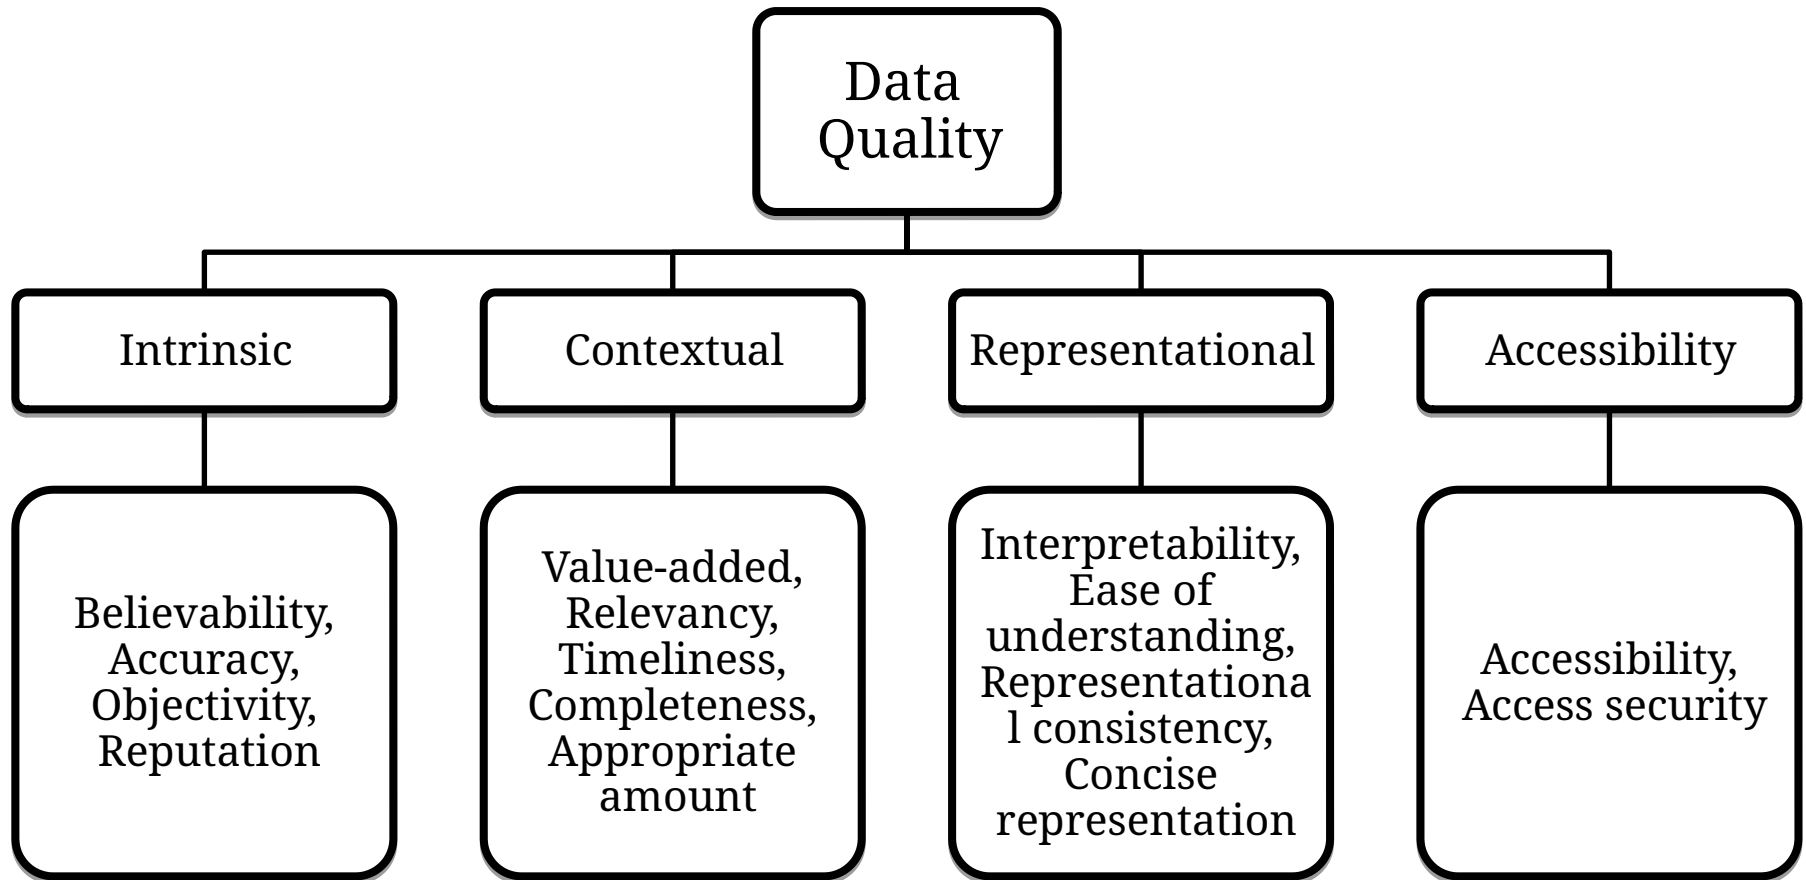 Data
Quality
Intrinsic
Contextual
Representational
Accessibility
Believability,
Accuracy,
Objectivity,
Reputation
Value-added,
Relevancy,
Timeliness,
Completeness,
Appropriate
amount
Interpretability,
Ease of
understanding,
Representationa
l consistency,
Concise
representation
Accessibility,
Access security